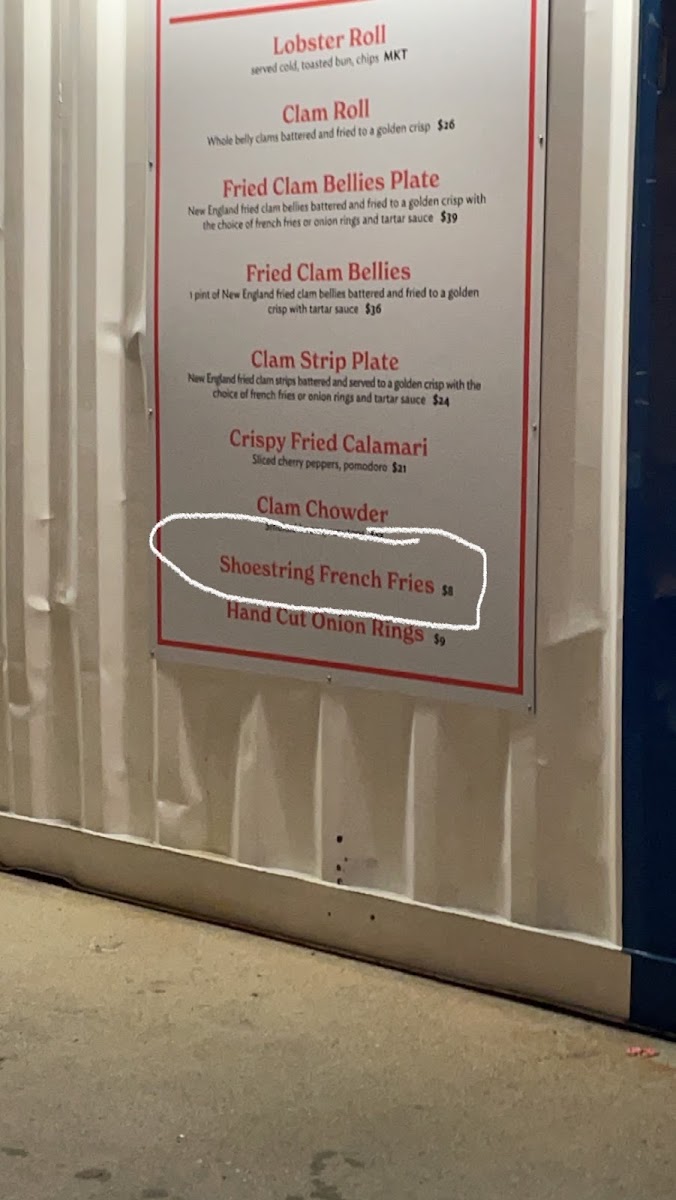 Lobster Roll
served cold, toasted bun, chips MKT
Clam Roll
Whole belly clams battered and fried to a golden crisp $26
Fried Clam Bellies Plate
New England fried clam bellies battered and fried to a golden crisp with
the choice of french fries or onion rings and tartar sauce $39
Fried Clam Bellies
1 pint of New England fried clam bellies battered and fried to a golden
crisp with tartar sauce $36
Clam Strip Plate
New England fried clam strips battered and served to a golden crisp with the
choice of french fries or onion rings and tartar sauce $24
Crispy Fried Calamari
Sliced cherry peppers, pomodoro $21
Clam Chowder
Shoestring French Fries $8
Hand Cut Onion Rings $9